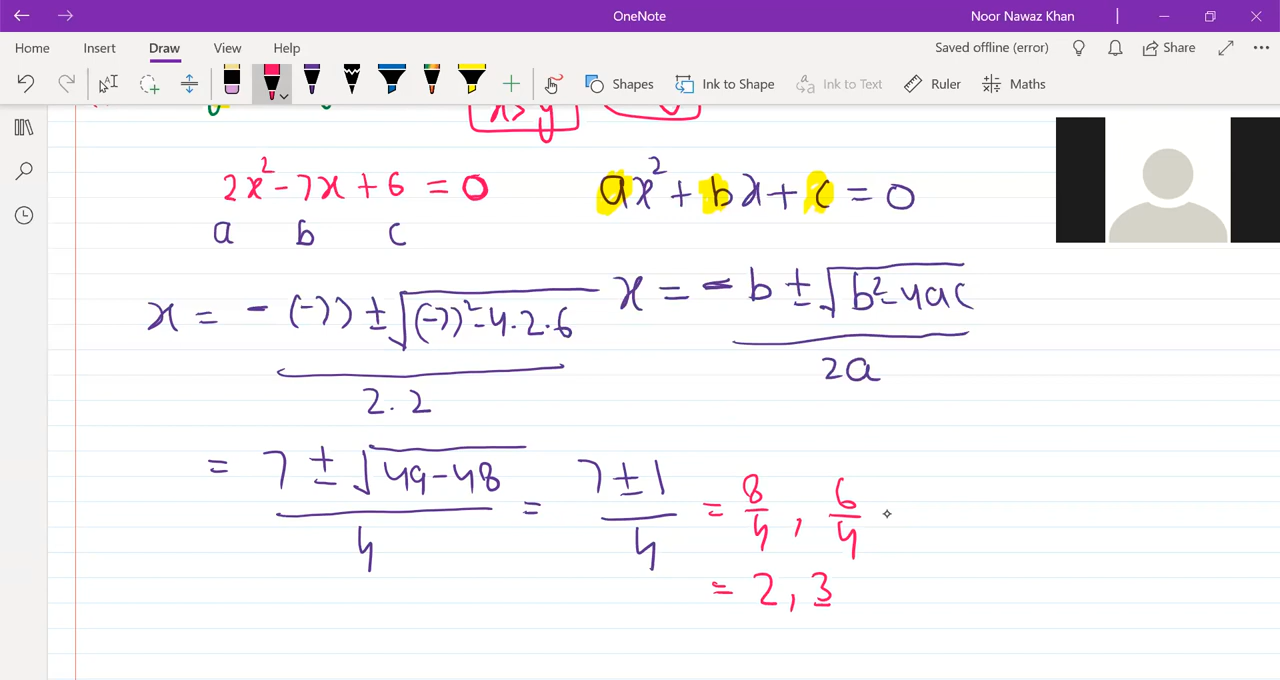 OneNote
Noor Nawaz Khan
Home Insert Draw View Help
Saved offline (error) Share
Shapes Ink to Shape Ink to Text Ruler Maths
x > y
2x² - 7x + 6 = 0
a b c
ax² + bx + c = 0
x = -(-7) ± √(-7)² - 4.2.6
2.2
x = -b ± √b² - 4ac
2a
= 7 ± √49-48
4
= 7 ± 1
4
= 8/4 , 6/4
= 2, 3